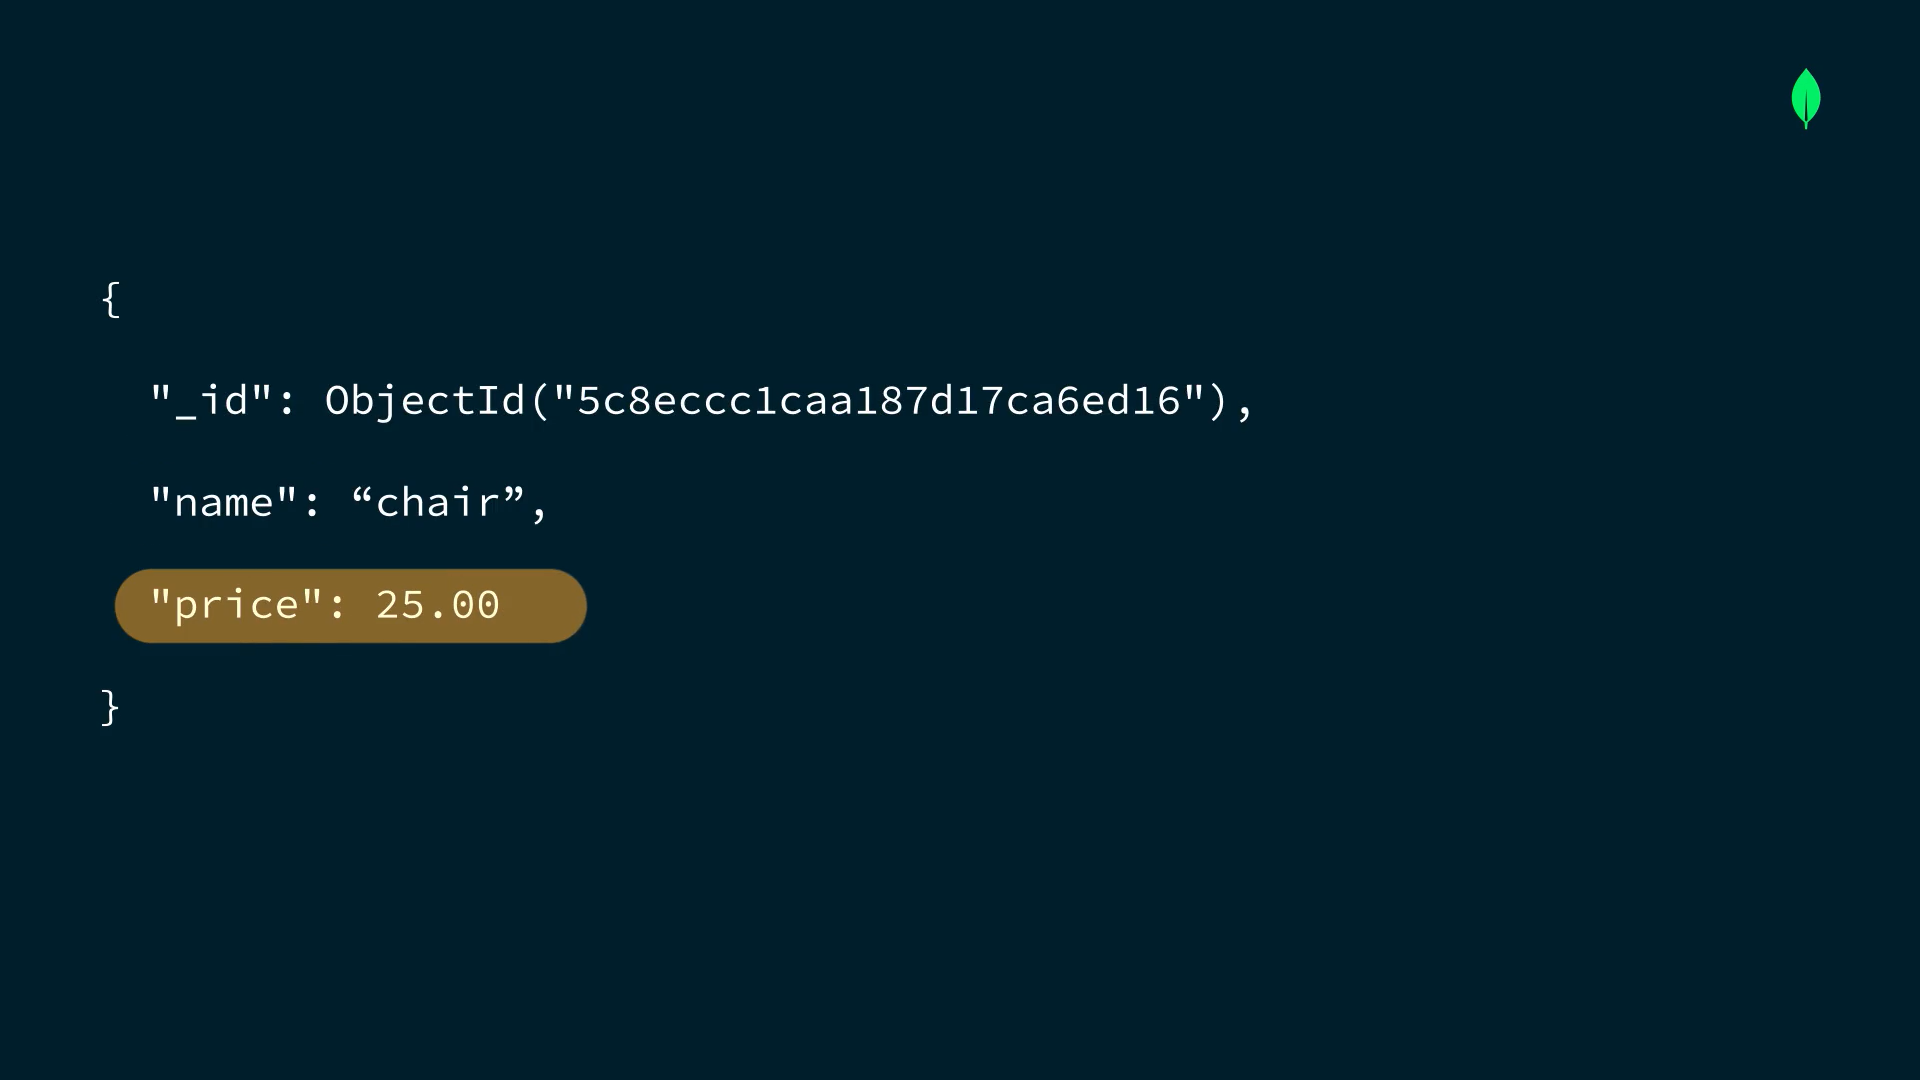 {
"_id": ObjectId("5c8eccc1caa187d17ca6ed16"),
"name": “chair”,
"price": 25.00
}